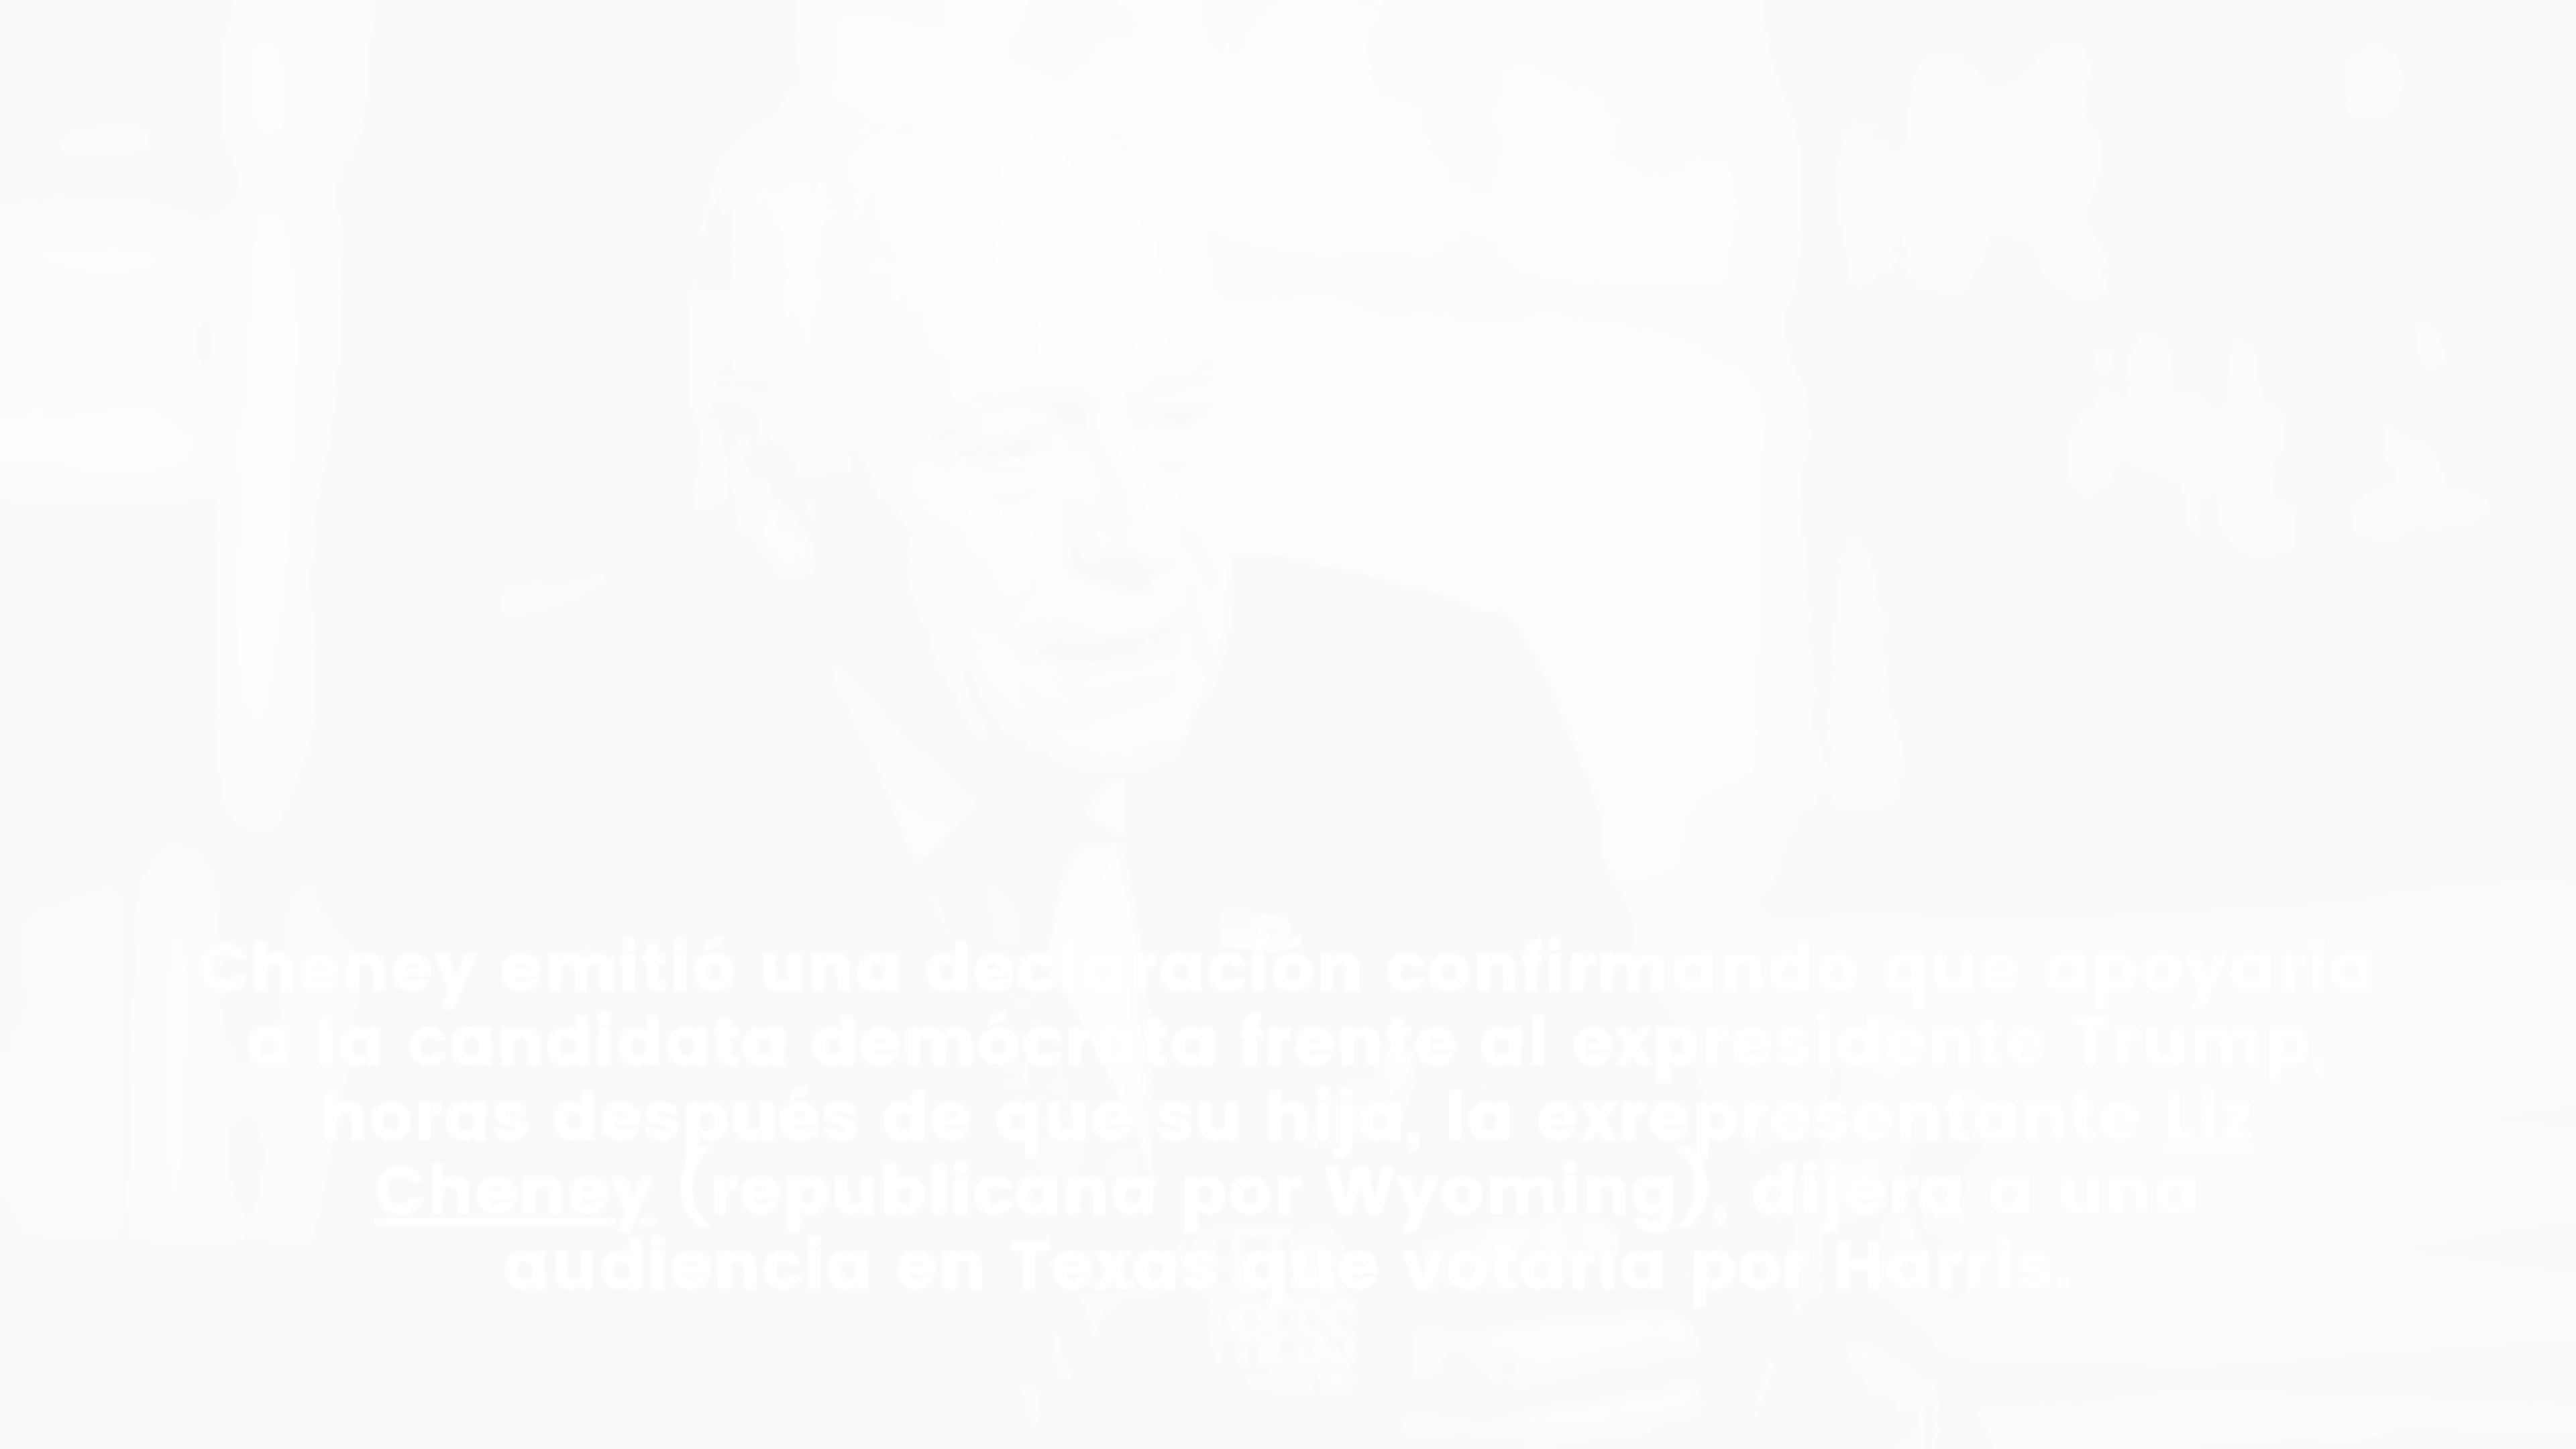 Cheney emitió una declaración confirmando que apoyaría
a la candidata demócrata frente al expresidente Trump,
horas después de que su hija, la exrepresentante Liz
Cheney (republicana por Wyoming), dijera a una
audiencia en Texas que votaría por Harris.